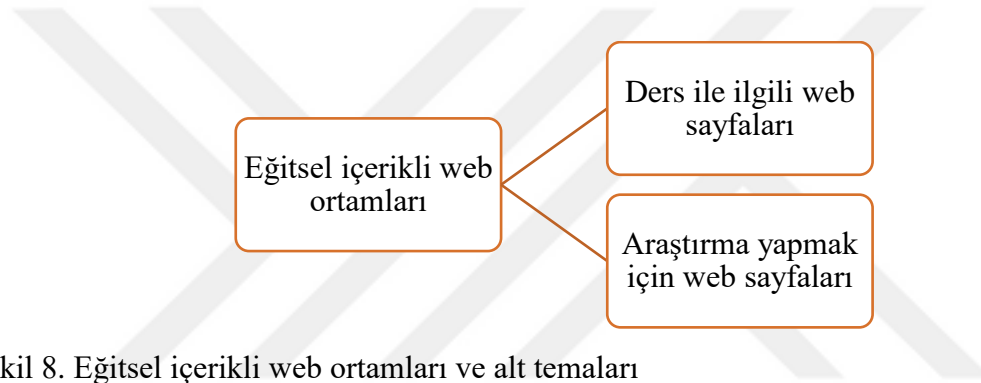 Eğitsel içerikli web
ortamları
Ders ile ilgili web
sayfaları
Araştırma yapmak
için web sayfaları
kil 8. Eğitsel içerikli web ortamları ve alt temaları